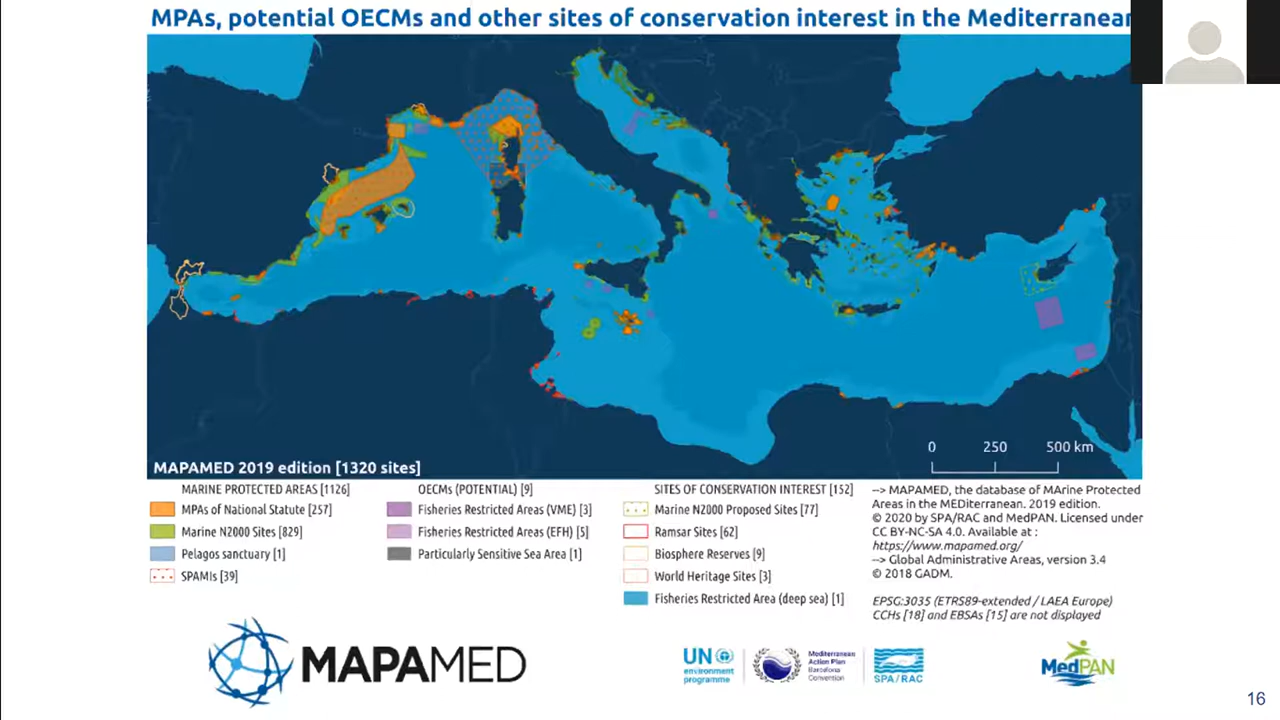 MPAs, potential OECMs and other sites of conservation interest in the Mediterranean
0 250 500 km
MAPAMED 2019 edition [1320 sites]
MARINE PROTECTED AREAS [1126]
MPAs of National Statute [257]
Marine N2000 Sites [829]
Pelagos sanctuary [1]
SPAMIs [39]
OECMs (POTENTIAL) [9]
Fisheries Restricted Areas (VME) [3]
Fisheries Restricted Areas (EFH) [5]
Particularly Sensitive Sea Area [1]
SITES OF CONSERVATION INTEREST [152]
Marine N2000 Proposed Sites [77]
Ramsar Sites [62]
Biosphere Reserves [9]
World Heritage Sites [3]
Fisheries Restricted Area (deep sea) [1]
--> MAPAMED, the database of MArine Protected
Areas in the MEDiterranean. 2019 edition.
© 2020 by SPA/RAC and MedPAN. Licensed under
CC BY-NC-SA 4.0. Available at :
https://www.mapamed.org/
--> Global Administrative Areas, version 3.4
© 2018 GADM.
EPSG:3035 (ETRS89-extended / LAEA Europe)
CCHs [18] and EBSAs [15] are not displayed
MAPAMED
UN
environment
programme
Mediterranean
Action Plan
Barcelona
Convention
SPA/RAC
MedPAN
16